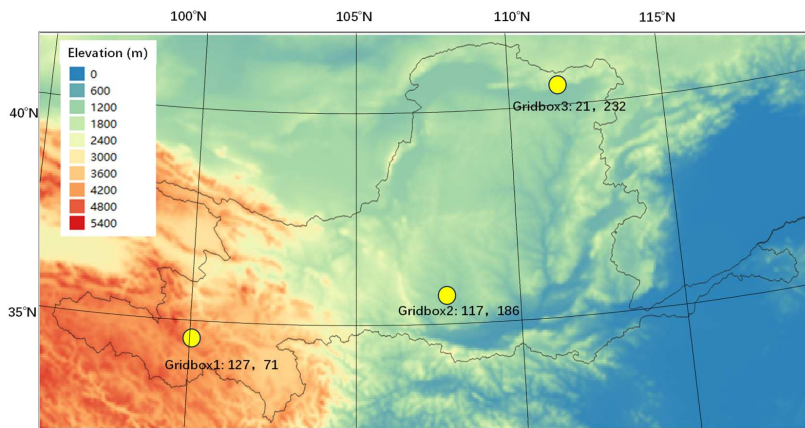 100°N
105°N
110°N
115°N
Elevation (m)
0
600
1200
1800
2400
3000
3600
4200
4800
5400
40°N
35°N
Gridbox3: 21, 232
Gridbox2: 117, 186
Gridbox1: 127, 71